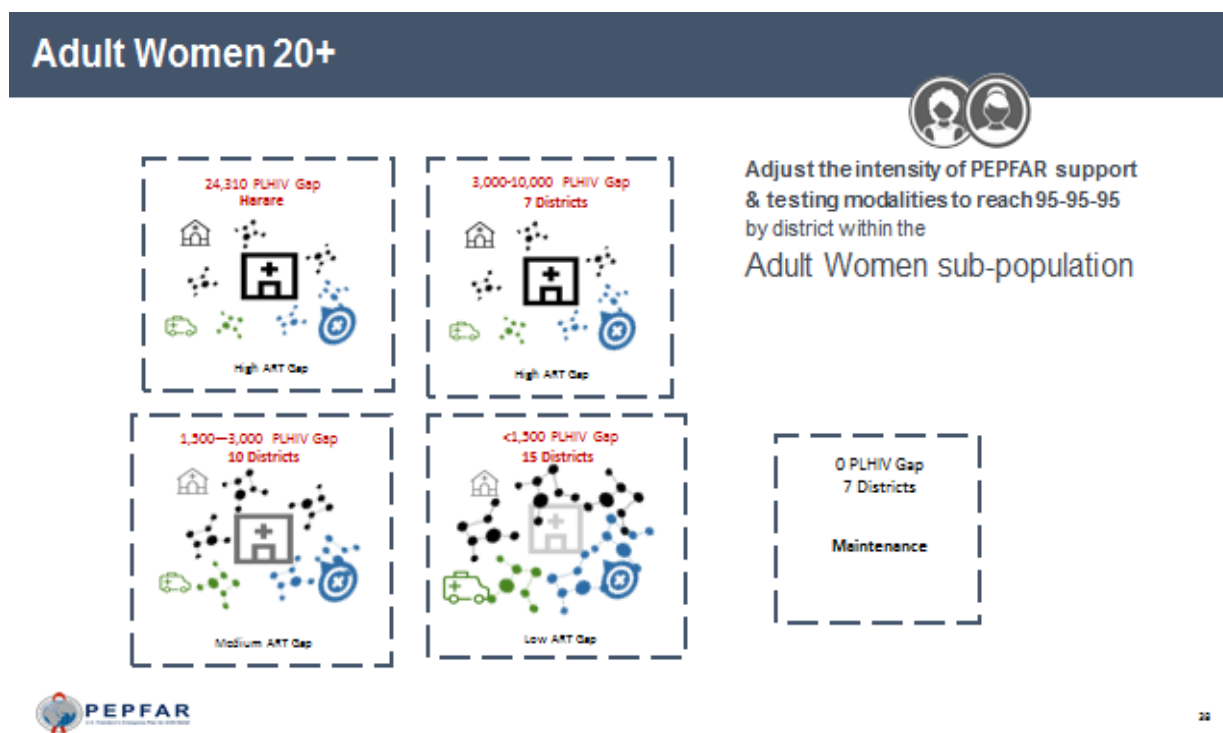 Adult Women 20+
Adjust the intensity of PEPFAR support
& testing modalities to reach 95-95-95
by district within the
Adult Women sub-population
24,310 PLHIV Gap
Harare
High ART Gap
3,000-10,000 PLHIV Gap
7 Districts
High ART Gap
1,500—3,000 PLHIV Gap
10 Districts
Medium ART Gap
<1,500 PLHIV Gap
15 Districts
Low ART Gap
0 PLHIV Gap
7 Districts
Maintenance
PEPFAR